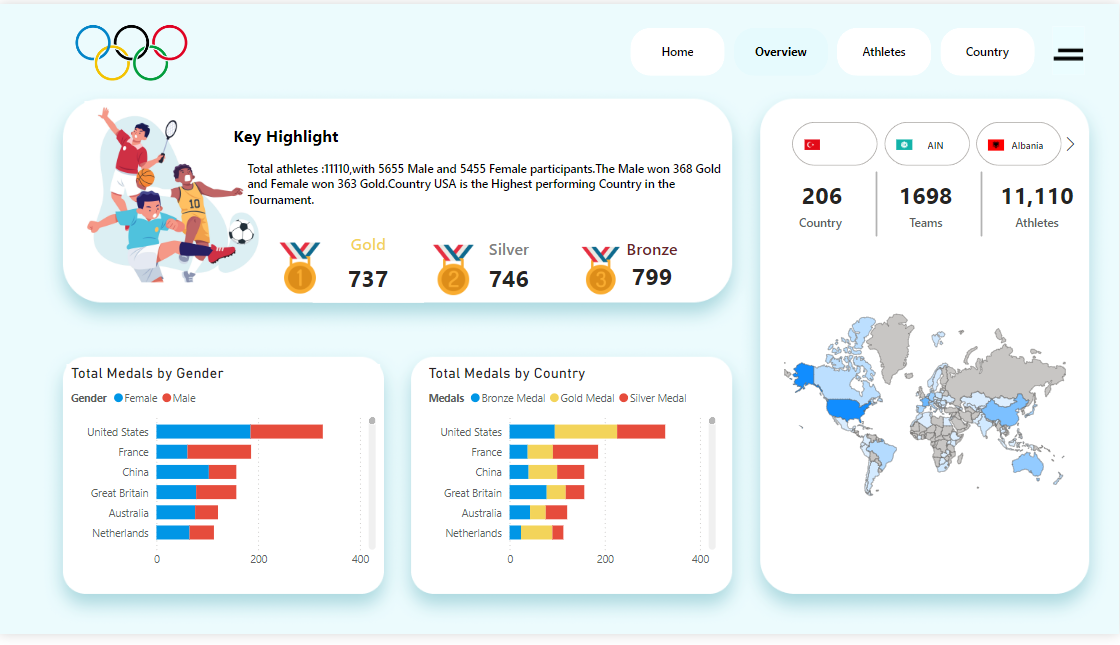 Home
Overview
Athletes
Country
Key Highlight
Total athletes :11110,with 5655 Male and 5455 Female participants.The Male won 368 Gold
and Female won 363 Gold.Country USA is the Highest performing Country in the
Tournament.
10
1
Gold
737
2
Silver
746
3
Bronze
799
AIN
Albania
206
Country
1698
Teams
11,110
Athletes
Total Medals by Gender
Gender Female Male
United States
France
China
Great Britain
Australia
Netherlands
0 200 400
Total Medals by Country
Medals Bronze Medal Gold Medal Silver Medal
United States
France
China
Great Britain
Australia
Netherlands
0 200 400